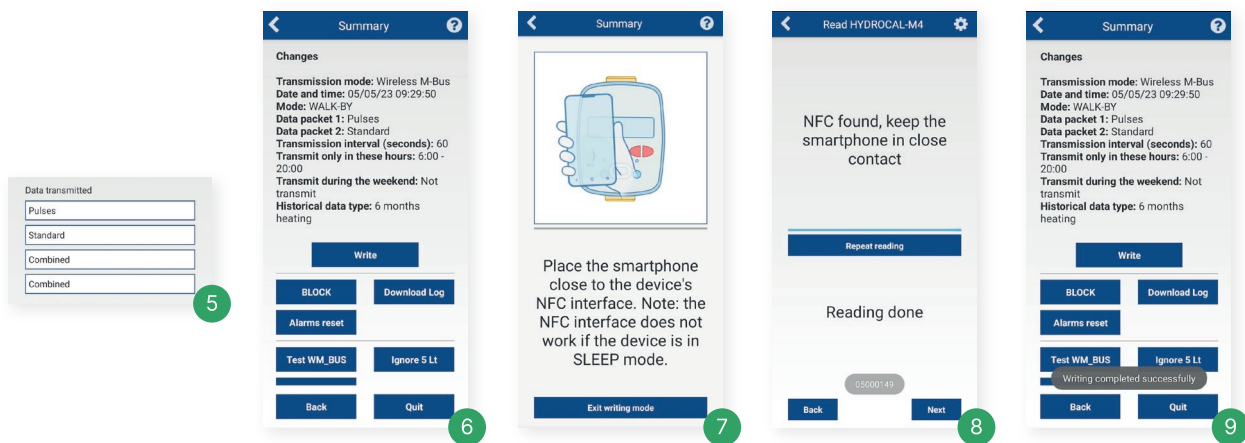 Data transmitted
Pulses
Standard
Combined
Combined
5
Summary
?
Changes
Transmission mode: Wireless M-Bus
Date and time: 05/05/23 09:29:50
Mode: WALK-BY
Data packet 1: Pulses
Data packet 2: Standard
Transmission interval (seconds): 60
Transmit only in these hours: 6:00 -
20:00
Transmit during the weekend: Not
transmit
Historical data type: 6 months
heating
Write
BLOCK
Download Log
Alarms reset
Test WM_BUS
Ignore 5 Lt
Back
Quit
6
Summary
?
Place the smartphone
close to the device's
NFC interface. Note: the
NFC interface does not
work if the device is in
SLEEP mode.
Exit writing mode
7
Read HYDROCAL-M4
NFC found, keep the
smartphone in close
contact
Repeat reading
Reading done
05000149
Back
Next
8
Summary
?
Changes
Transmission mode: Wireless M-Bus
Date and time: 05/05/23 09:29:50
Mode: WALK-BY
Data packet 1: Pulses
Data packet 2: Standard
Transmission interval (seconds): 60
Transmit only in these hours: 6:00 -
20:00
Transmit during the weekend: Not
transmit
Historical data type: 6 months
heating
Write
BLOCK
Download Log
Alarms reset
Test WM_BUS
Ignore 5 Lt
Writing completed successfully
Back
Quit
9